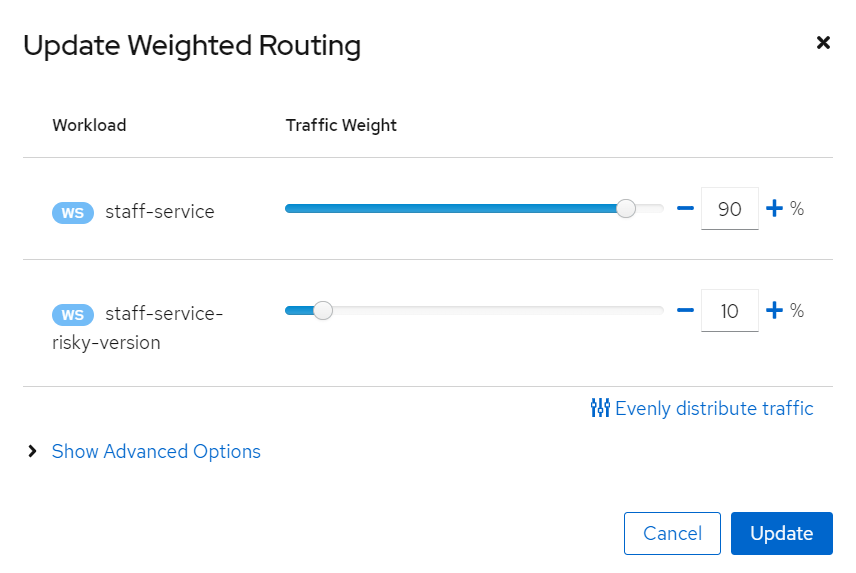 Update Weighted Routing
Workload Traffic Weight
WS staff-service 90 %
WS staff-service- 10 %
risky-version
Evenly distribute traffic
Show Advanced Options
Cancel Update